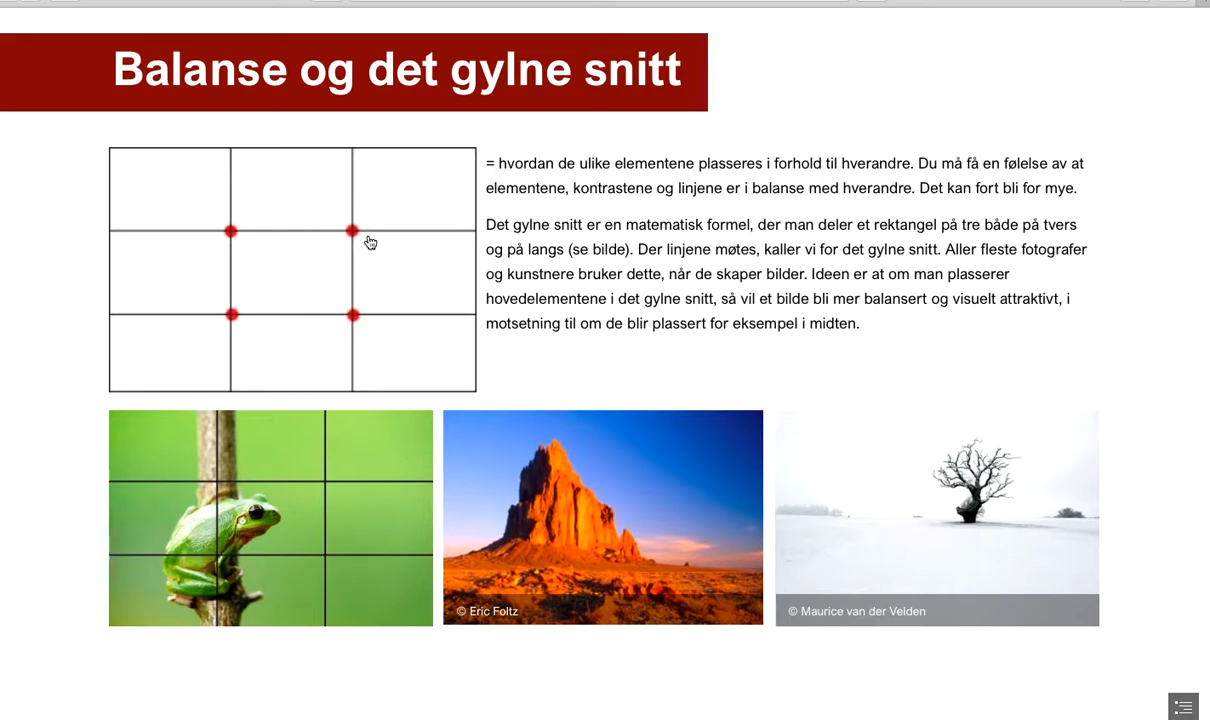 Balanse og det gylne snitt
= hvordan de ulike elementene plasseres i forhold til hverandre. Du må få en følelse av at
elementene, kontrastene og linjene er i balanse med hverandre. Det kan fort bli for mye.
Det gylne snitt er en matematisk formel, der man deler et rektangel på tre både på tvers
og på langs (se bilde). Der linjene møtes, kaller vi for det gylne snitt. Aller fleste fotografer
og kunstnere bruker dette, når de skaper bilder. Ideen er at om man plasserer
hovedelementene i det gylne snitt, så vil et bilde bli mer balansert og visuelt attraktivt, i
motsetning til om de blir plassert for eksempel i midten.
© Eric Foltz
© Maurice van der Velden